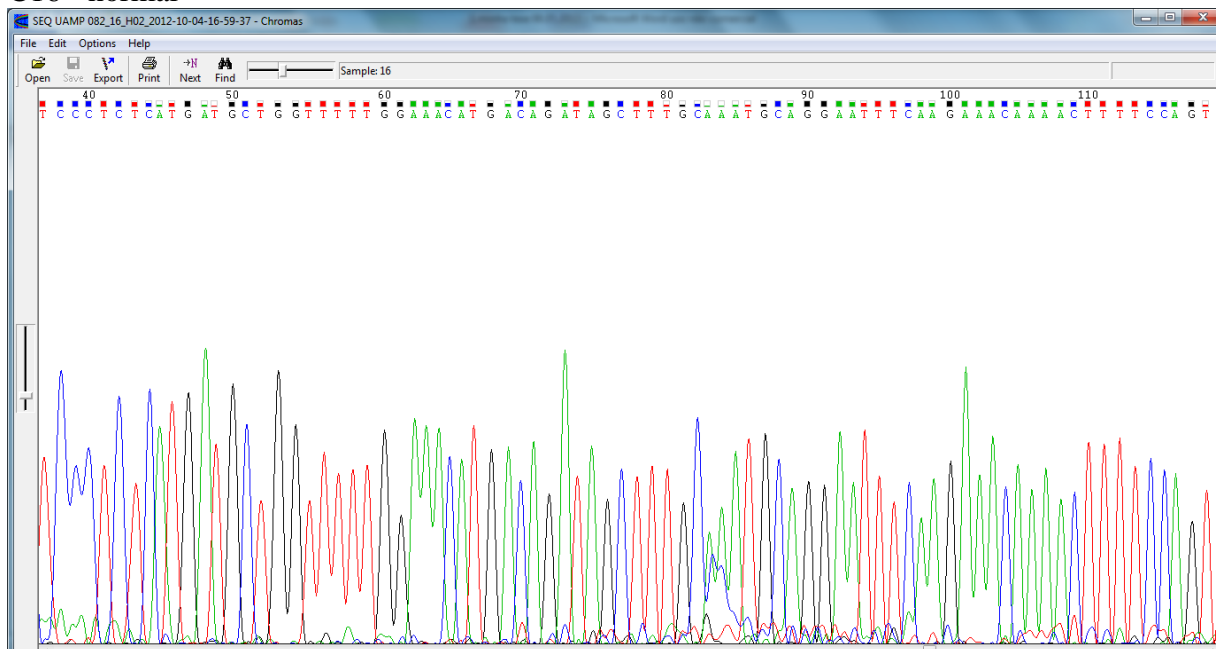 normal
SEQ UAMP 082_16_H02_2012-10-04-16-59-37 - Chromas
File Edit Options Help
Open Save Export Print Next Find Sample: 16
40 50 60 70 80 90 100 110
T C C C T C T C A T G A T G C T G G T T T T T G G A A A C A T G A C A G A T A G C T T T G C A A A T G C A G G A A T T T C A A G A A A C A A A A C T T T T C C A G T